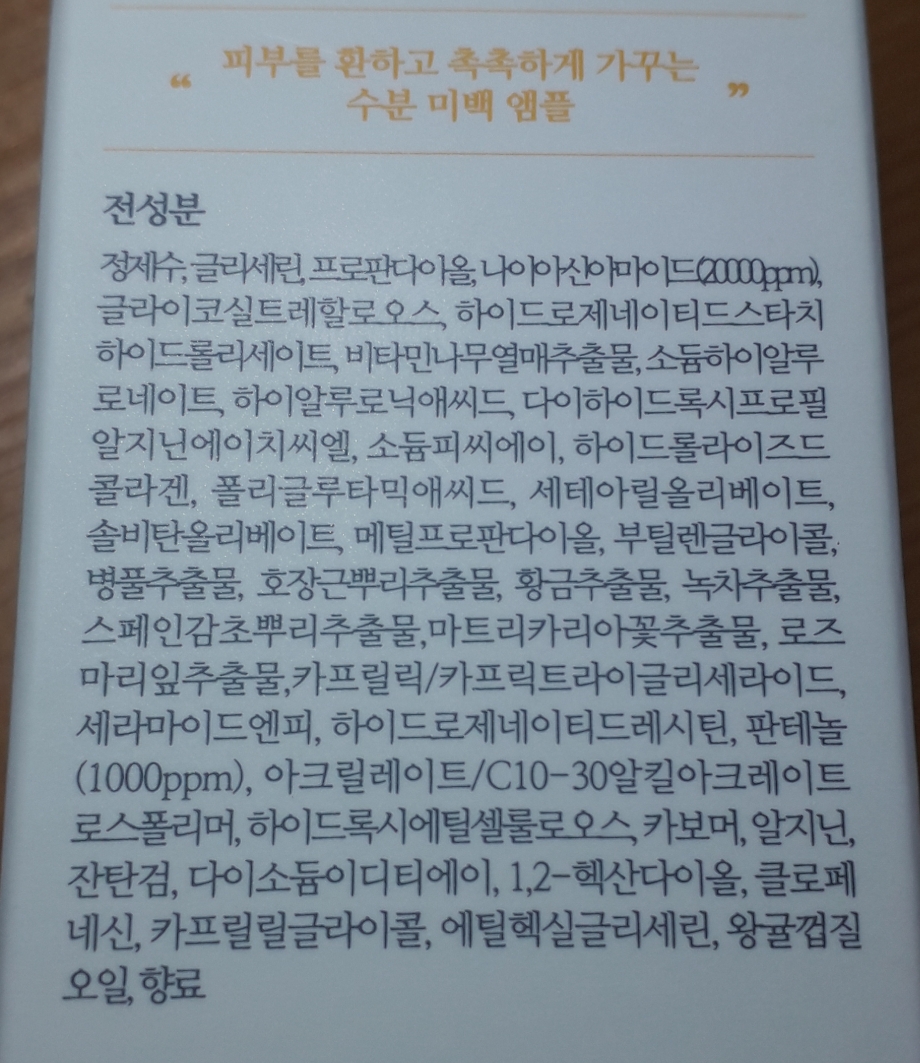 “ 피부를 환하고 촉촉하게 가꾸는
수분 미백 앰플 ”
전성분
정제수, 글리세린, 프로판다이올, 나이아신아마이드(20000ppm),
글라이코실트레할로오스, 하이드로제네이티드스타치
하이드롤리세이트, 비타민나무열매추출물, 소듐하이알루
로네이트, 하이알루로닉애씨드, 다이하이드록시프로필
알지닌에이치씨엘, 소듐피씨에이, 하이드롤라이즈드
콜라겐, 폴리글루타믹애씨드, 세테아릴올리베이트,
솔비탄올리베이트, 메틸프로판다이올, 부틸렌글라이콜,
병풀추출물, 호장근뿌리추출물, 황금추출물, 녹차추출물,
스페인감초뿌리추출물,마트리카리아꽃추출물, 로즈
마리잎추출물,카프릴릭/카프릭트라이글리세라이드,
세라마이드엔피, 하이드로제네이티드레시틴, 판테놀
(1000ppm), 아크릴레이트/C10-30알킬아크레이트
로스폴리머, 하이드록시에틸셀룰로오스, 카보머, 알지닌,
잔탄검, 다이소듐이디티에이, 1,2-헥산다이올, 클로페
네신, 카프릴릴글라이콜, 에틸헥실글리세린, 왕귤껍질
오일, 향료